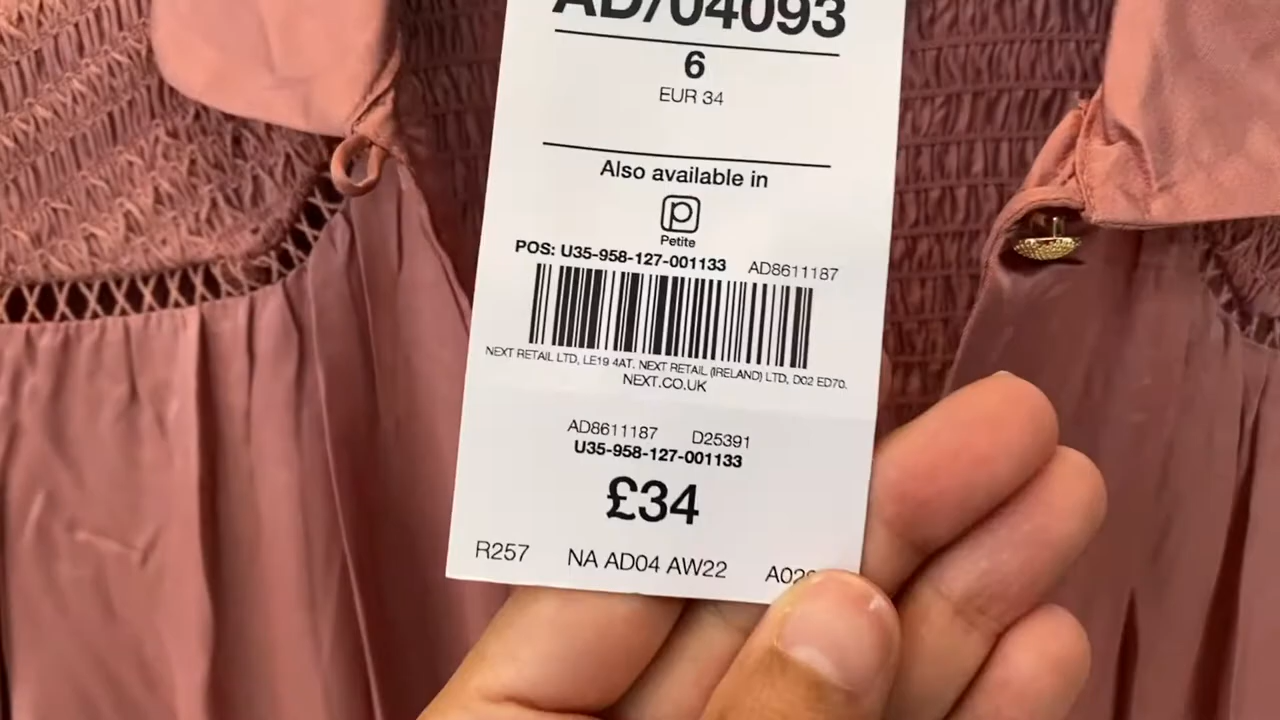 AD/04093
6
EUR 34
Also available in
p
Petite
POS: U35-958-127-001133 AD8611187
NEXT RETAIL LTD, LE19 4AT. NEXT RETAIL (IRELAND) LTD, D02 ED70.
NEXT.CO.UK
AD8611187 D25391
U35-958-127-001133
£34
R257 NA AD04 AW22